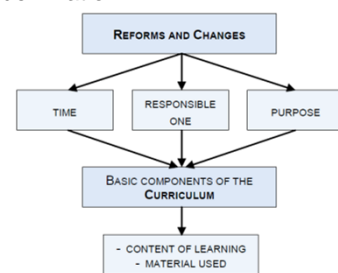 REFORMS AND CHANGES
TIME
RESPONSIBLE
ONE
PURPOSE
BASIC COMPONENTS OF THE
CURRICULUM
- CONTENT OF LEARNING
- MATERIAL USED